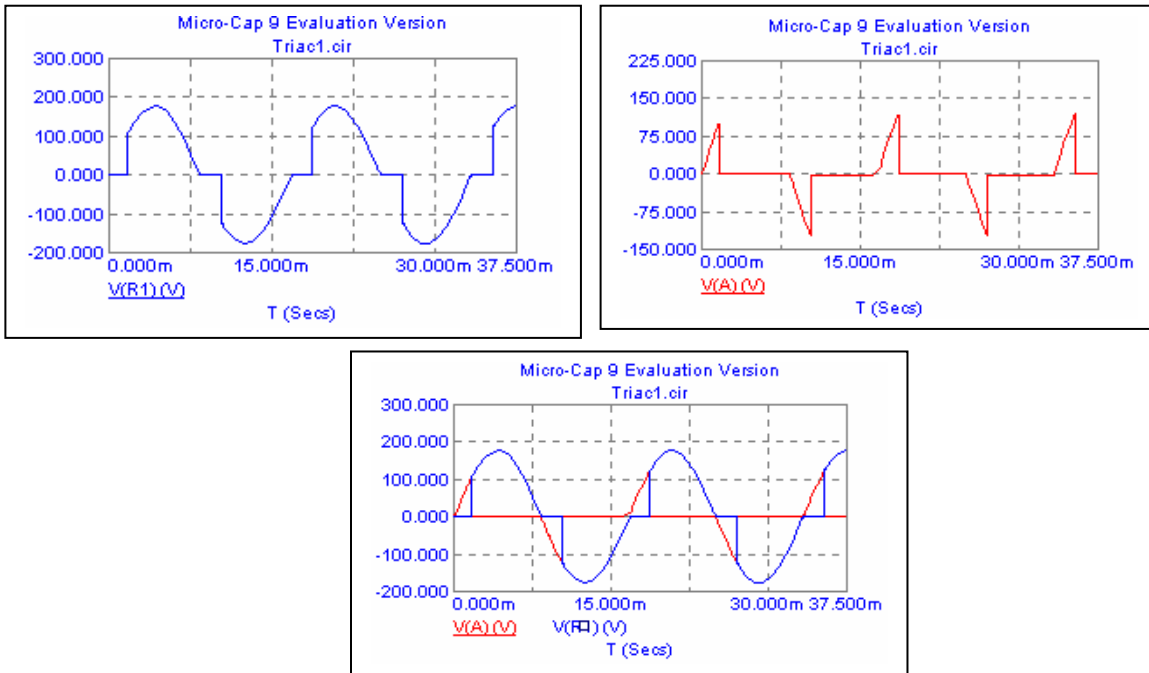 Micro-Cap 9 Evaluation Version
Triac1.cir
300.000
200.000
100.000
0.000
-100.000
-200.000
0.000m 15.000m 30.000m 37.500m
V(R1) (V)
T (Secs)
Micro-Cap 9 Evaluation Version
Triac1.cir
225.000
150.000
75.000
0.000
-75.000
-150.000
0.000m 15.000m 30.000m 37.500m
V(A) (V)
T (Secs)
Micro-Cap 9 Evaluation Version
Triac1.cir
300.000
200.000
100.000
0.000
-100.000
-200.000
0.000m 15.000m 30.000m 37.500m
V(A) (V)
T (Secs)